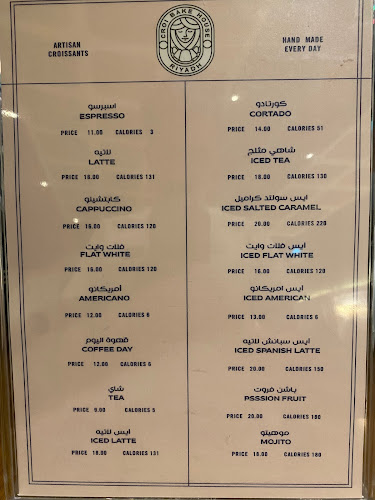 ARTISAN
CROISSANTS
CROI BAKE HOUSE
RIYADH
HAND MADE
EVERY DAY
اسبرسو
ESPRESSO
PRICE 11.00 CALORIES 3
لاتيه
LATTE
PRICE 18.00 CALORIES 131
كابتشينو
CAPPUCCINO
PRICE 16.00 CALORIES 120
فلات وايت
FLAT WHITE
PRICE 16.00 CALORIES 120
أمريكانو
AMERICANO
PRICE 12.00 CALORIES 6
قهوة اليوم
COFFEE DAY
PRICE 12.00 CALORIES 6
شاي
TEA
PRICE 9.00 CALORIES 5
ايس لاتيه
ICED LATTE
PRICE 18.00 CALORIES 131
كورتادو
CORTADO
PRICE 14.00 CALORIES 51
شاهي مثلج
ICED TEA
PRICE 18.00 CALORIES 130
ايس سولتد كراميل
ICED SALTED CARAMEL
PRICE 20.00 CALORIES 220
ايس فلات وايت
ICED FLAT WHITE
PRICE 16.00 CALORIES 120
ايس امريكانو
ICED AMERICAN
PRICE 13.00 CALORIES 6
ايس سبانش لاتيه
ICED SPANISH LATTE
PRICE 20.00 CALORIES 150
باشن فروت
PSSSION FRUIT
PRICE 20.00 CALORIES 180
موهيتو
MOJITO
PRICE 18.00 CALORIES 180